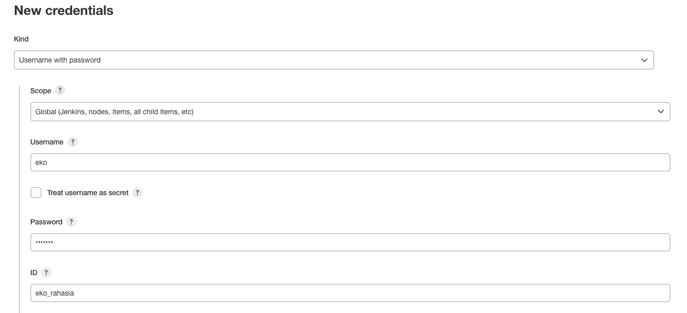 New credentials
Kind
Username with password
Scope ?
Global (Jenkins, nodes, items, all child items, etc)
Username ?
eko
Treat username as secret ?
Password ?
•••••••
ID ?
eko_rahasia